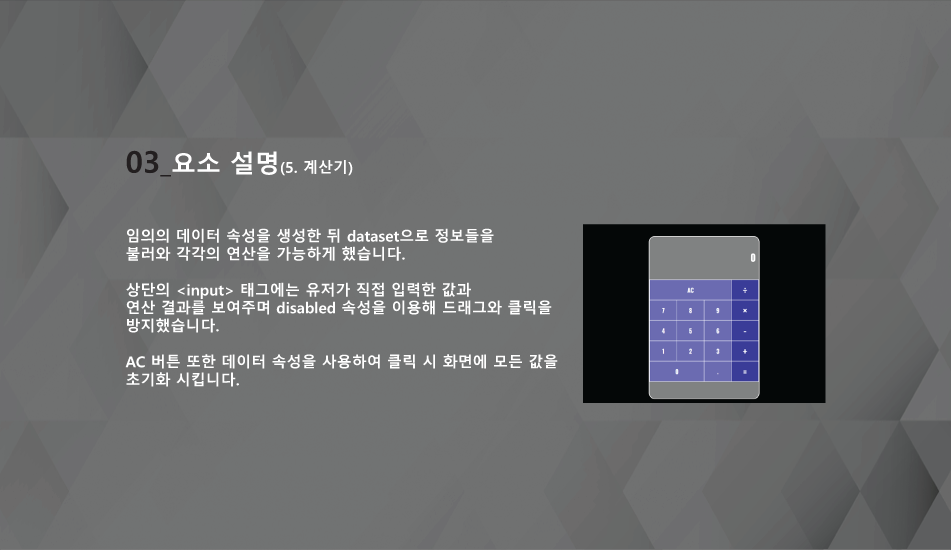 03_요소 설명(5. 계산기)
임의의 데이터 속성을 생성한 뒤 dataset으로 정보들을
불러와 각각의 연산을 가능하게 했습니다.
상단의 <input> 태그에는 유저가 직접 입력한 값과
연산 결과를 보여주며 disabled 속성을 이용해 드래그와 클릭을
방지했습니다.
AC 버튼 또한 데이터 속성을 사용하여 클릭 시 화면에 모든 값을
초기화 시킵니다.
0
AC ÷
7 8 9 ×
4 5 6 -
1 2 3 +
0 . =